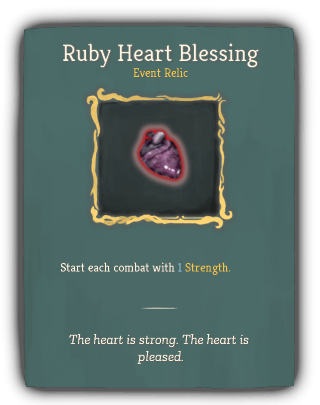 Ruby Heart Blessing
Event Relic
Start each combat with 1 Strength.
The heart is strong. The heart is
pleased.